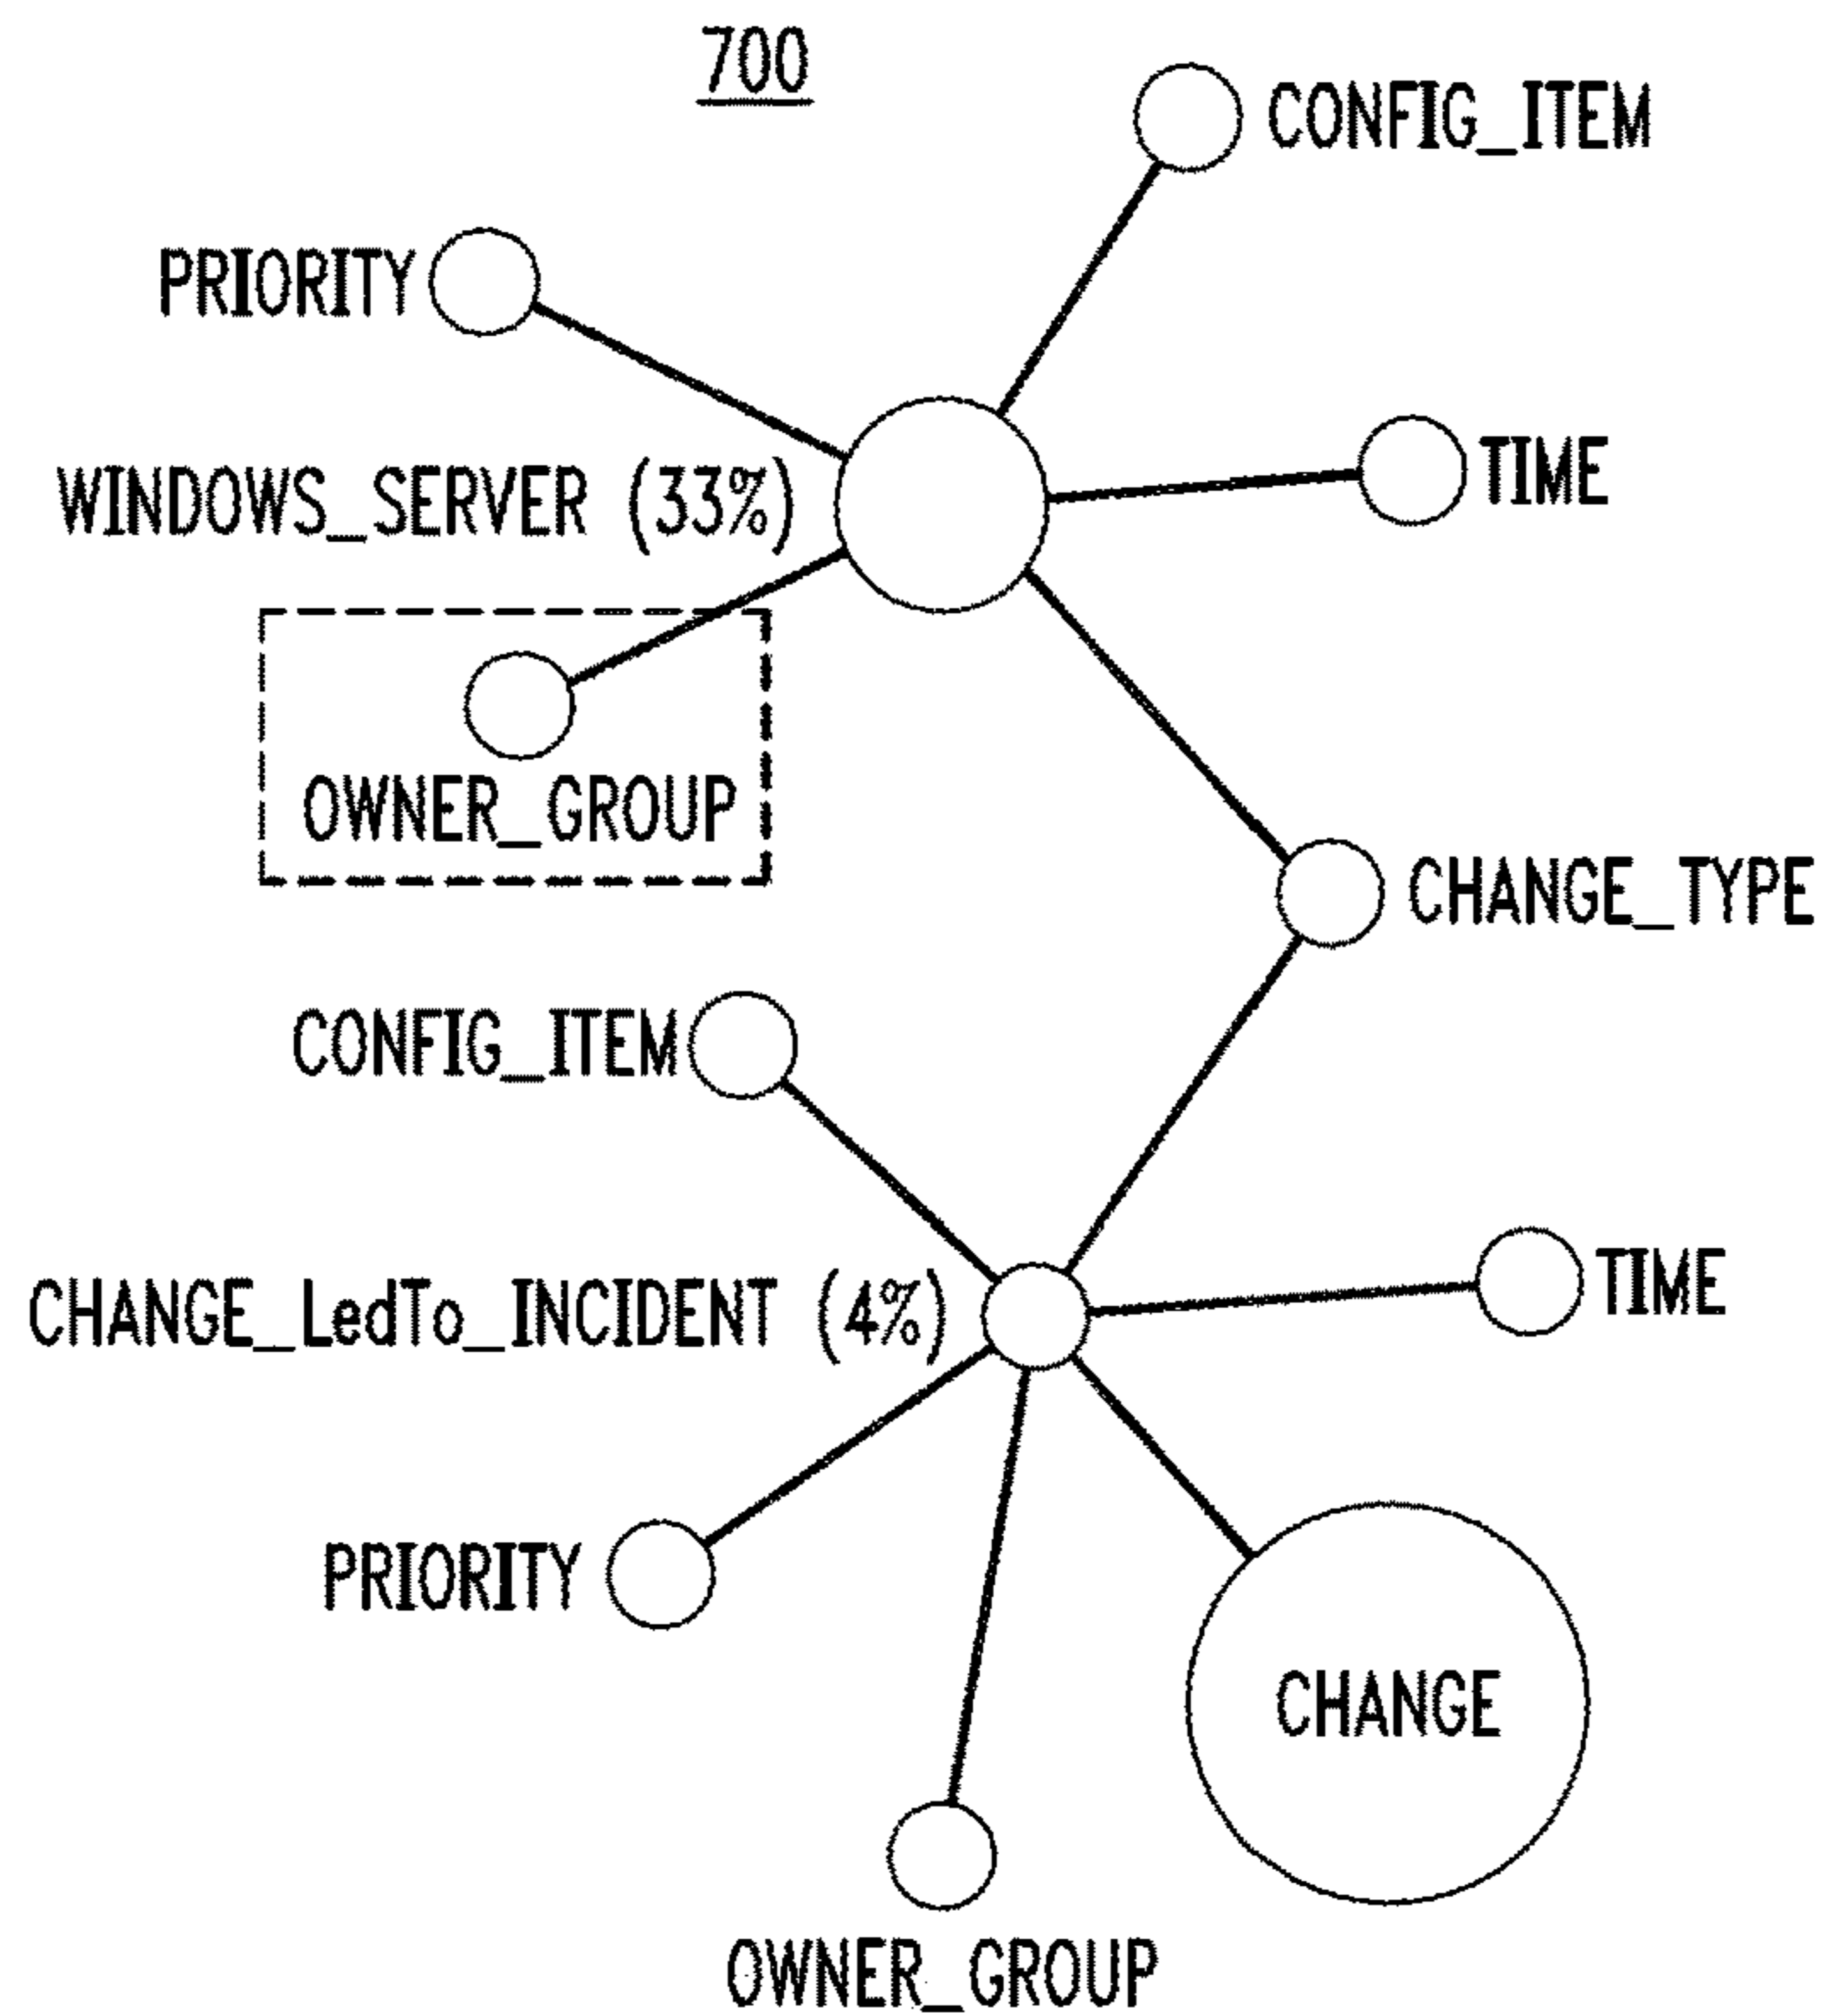 700
CONFIG_ITEM
PRIORITY
TIME
WINDOWS_SERVER (33%)
OWNER_GROUP
CHANGE_TYPE
CONFIG_ITEM
TIME
CHANGE_LedTo_INCIDENT (4%)
PRIORITY
CHANGE
OWNER_GROUP